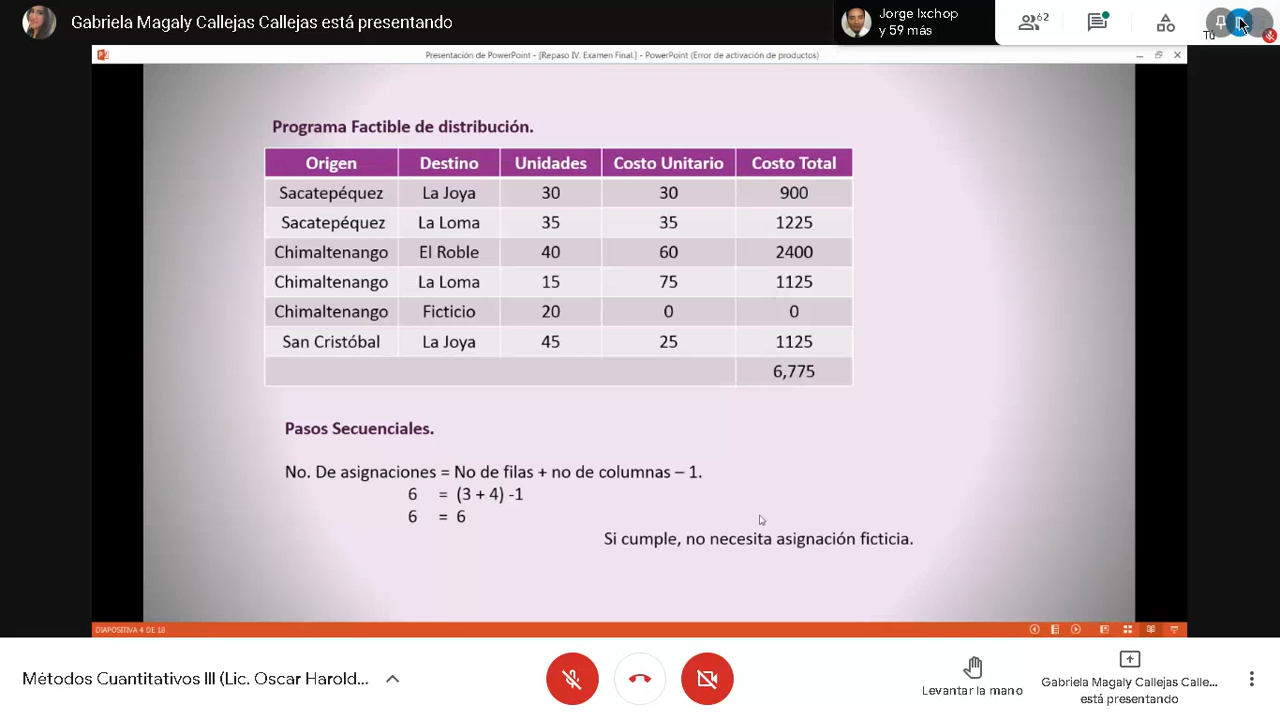 Gabriela Magaly Callejas Callejas está presentando
Jorge Ixchop
y 59 más
62
Tú
Presentación de PowerPoint - [Repaso IV. Examen Final.] - PowerPoint (Error de activación de productos)
Programa Factible de distribución.
Origen Destino Unidades Costo Unitario Costo Total
Sacatepéquez La Joya 30 30 900
Sacatepéquez La Loma 35 35 1225
Chimaltenango El Roble 40 60 2400
Chimaltenango La Loma 15 75 1125
Chimaltenango Ficticio 20 0 0
San Cristóbal La Joya 45 25 1125
6,775
Pasos Secuenciales.
No. De asignaciones = No de filas + no de columnas – 1.
6 = (3 + 4) -1
6 = 6
Si cumple, no necesita asignación ficticia.
DIAPOSITIVA 4 DE 18
Métodos Cuantitativos III (Lic. Oscar Harold...
Levantar la mano
Gabriela Magaly Callejas Calle...
está presentando